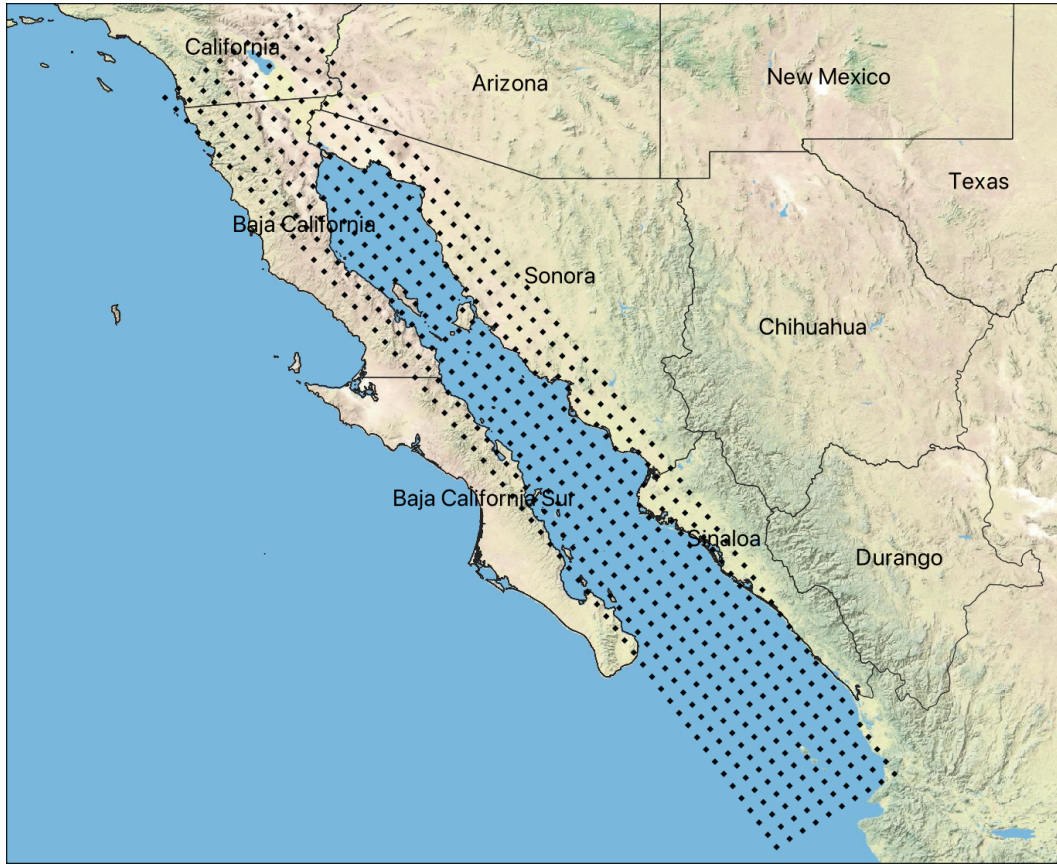 California
Arizona
New Mexico
Texas
Baja California
Sonora
Chihuahua
Baja California Sur
Sinaloa
Durango